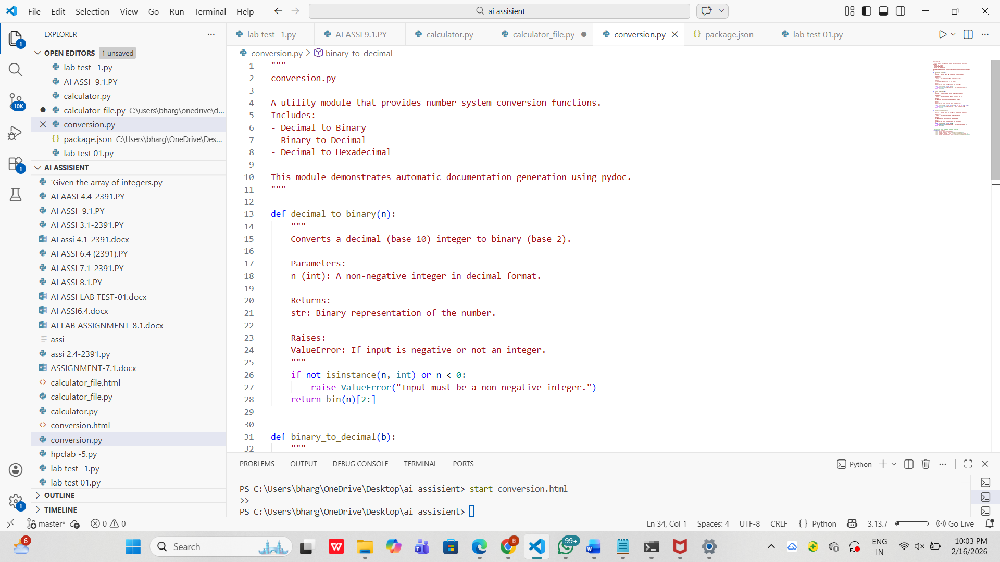 File Edit Selection View Go Run Terminal Help
ai assisient
EXPLORER
OPEN EDITORS 1 unsaved
lab test -1.py
AI ASSI 9.1.PY
calculator.py
calculator_file.py C:\users\bharg\onedrive\d...
conversion.py
package.json C:\Users\bharg\OneDrive\Des...
lab test 01.py
AI ASSISIENT
'Given the array of integers.py
AI AASI 4.4-2391.PY
AI ASSI 9.1.PY
AI ASSI 3.1-2391.PY
AI assi 4.1-2391.docx
AI ASSI 6.4 (2391).PY
AI ASSI 7.1-2391.PY
AI ASSI 8.1.PY
AI ASSI LAB TEST-01.docx
AI ASSI6.4.docx
AI LAB ASSIGNMENT-8.1.docx
assi
assi 2.4-2391.py
ASSIGNMENT-7.1.docx
calculator_file.html
calculator_file.py
calculator.py
conversion.html
conversion.py
hpclab -5.py
lab test -1.py
lab test 01.py
OUTLINE
TIMELINE
1
10K
1
1
lab test -1.py AI ASSI 9.1.PY calculator.py calculator_file.py conversion.py package.json lab test 01.py
conversion.py > binary_to_decimal
1 """
2 conversion.py
3
4 A utility module that provides number system conversion functions.
5 Includes:
6 - Decimal to Binary
7 - Binary to Decimal
8 - Decimal to Hexadecimal
9
10 This module demonstrates automatic documentation generation using pydoc.
11 """
12
13 def decimal_to_binary(n):
14 """
15 Converts a decimal (base 10) integer to binary (base 2).
16
17 Parameters:
18 n (int): A non-negative integer in decimal format.
19
20 Returns:
21 str: Binary representation of the number.
22
23 Raises:
24 ValueError: If input is negative or not an integer.
25 """
26 if not isinstance(n, int) or n < 0:
27 raise ValueError("Input must be a non-negative integer.")
28 return bin(n)[2:]
29
30
31 def binary_to_decimal(b):
32 """
PROBLEMS OUTPUT DEBUG CONSOLE TERMINAL PORTS
Python
PS C:\Users\bharg\OneDrive\Desktop\ai assisient> start conversion.html
>>
PS C:\Users\bharg\OneDrive\Desktop\ai assisient>
master* 0 0
Ln 34, Col 1 Spaces: 4 UTF-8 CRLF { } Python 3.13.7 Go Live
6
Search
B
99+
ENG
IN
10:03 PM
2/16/2026